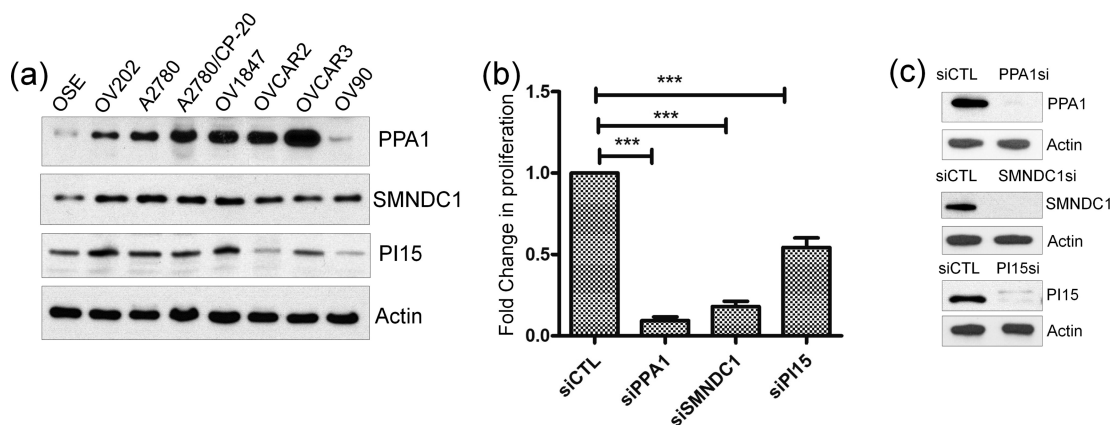 (a)
OSE
OV202
A2780
A2780/CP-20
OV1847
OVCAR2
OVCAR3
OV90
PPA1
SMNDC1
PI15
Actin
(b)
Fold Change in proliferation
1.5
1.0
0.5
0.0
***
***
***
siCTL
siPPA1
siSMNDC1
siPI15
(c)
siCTL PPA1si
PPA1
Actin
siCTL SMNDC1si
SMNDC1
Actin
siCTL PI15si
PI15
Actin